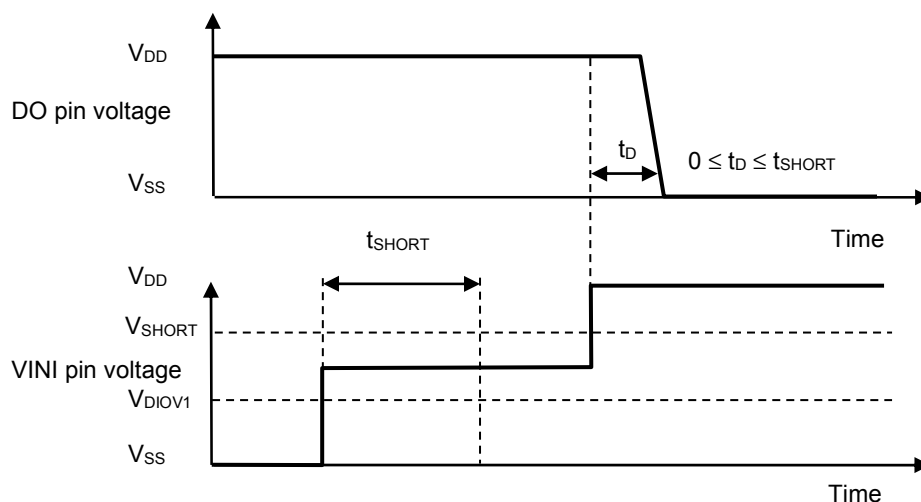 VDD
DO pin voltage
tD
0 ≤ tD ≤ tSHORT
VSS
Time
tSHORT
VDD
VSHORT
VINI pin voltage
VDIOV1
VSS
Time